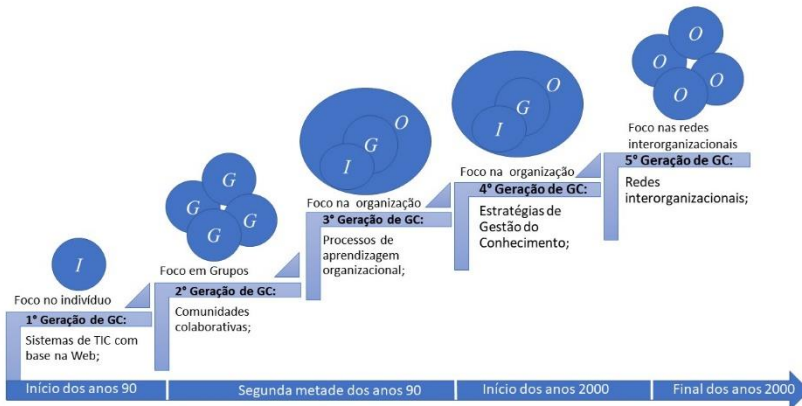 I
Foco no indivíduo
1° Geração de GC:
Sistemas de TIC com
base na Web;
G
G
G
G
Foco em Grupos
2° Geração de GC:
Comunidades
colaborativas;
O
G
I
Foco na organização
3° Geração de GC:
Processos de
aprendizagem
organizacional;
O
G
I
Foco na organização
4° Geração de GC:
Estratégias de
Gestão do
Conhecimento;
O
O
O
O
Foco nas redes
interorganizacionais
5° Geração de GC:
Redes
interorganizacionais;
Início dos anos 90
Segunda metade dos anos 90
Início dos anos 2000
Final dos anos 2000